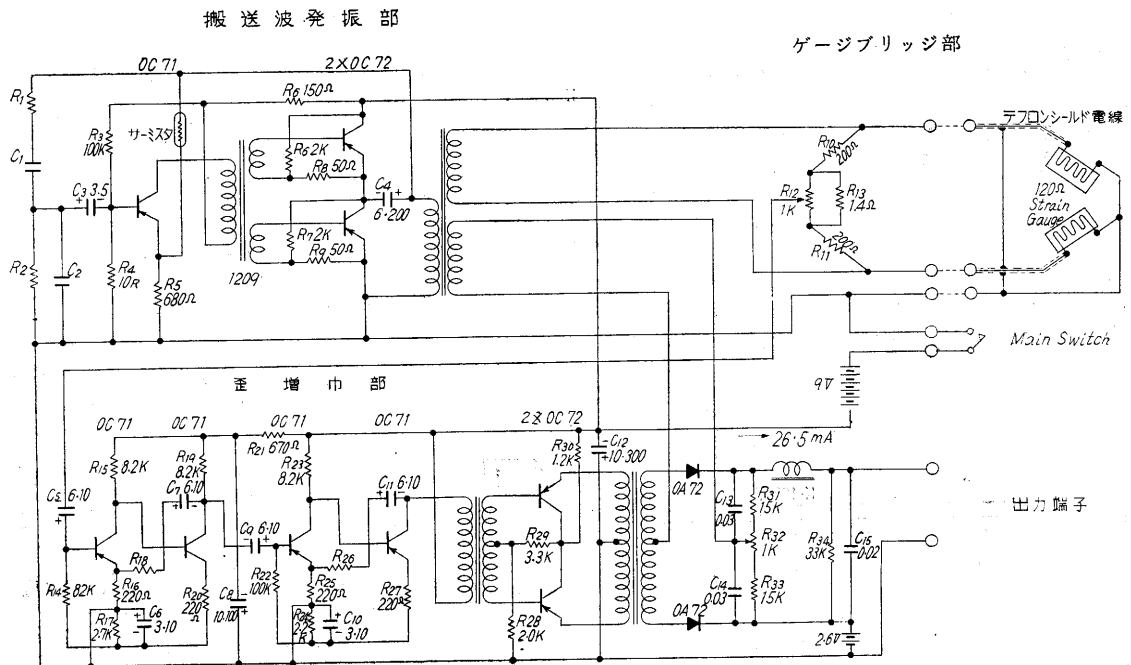 搬送波発振部
ゲージブリッジ部
OC 71
2×OC 72
R1
R6 150Ω
サーミスタ
R3
100K
R6 2K
R8 50Ω
テフロンシールド電線
R10
200Ω
C1
C3 3.5
C4
6·200
R12
1K
R13
1.4Ω
120Ω
Strain
Gauge
R7 2K
R9 50Ω
R11
200Ω
R2
C2
R4
R5
680Ω
1209
Main Switch
9V
歪増巾部
OC 71
OC 71
OC 71
OC 71
2×OC 72
26·5 mA
R15
8.2K
R19
8.2K
R21 670Ω
R23
8.2K
R30
1.2K
C12
10·300
C5 6·10
C7 6·10
C11 6·10
OA 72
C13
0.03
R31
15K
出力端子
C9 6·10
R18
R26
R29
3.3K
R32
1K
R34
33K
C15
0·02
R14
82K
R16
220Ω
R20
220
Ω
C8
10·100
R22
100K
R25
220Ω
R27
220Ω
C14
0·03
R33
15K
R17
2.7K
C6
3·10
C10
3·10
R28
2.0K
OA 72
2·6V